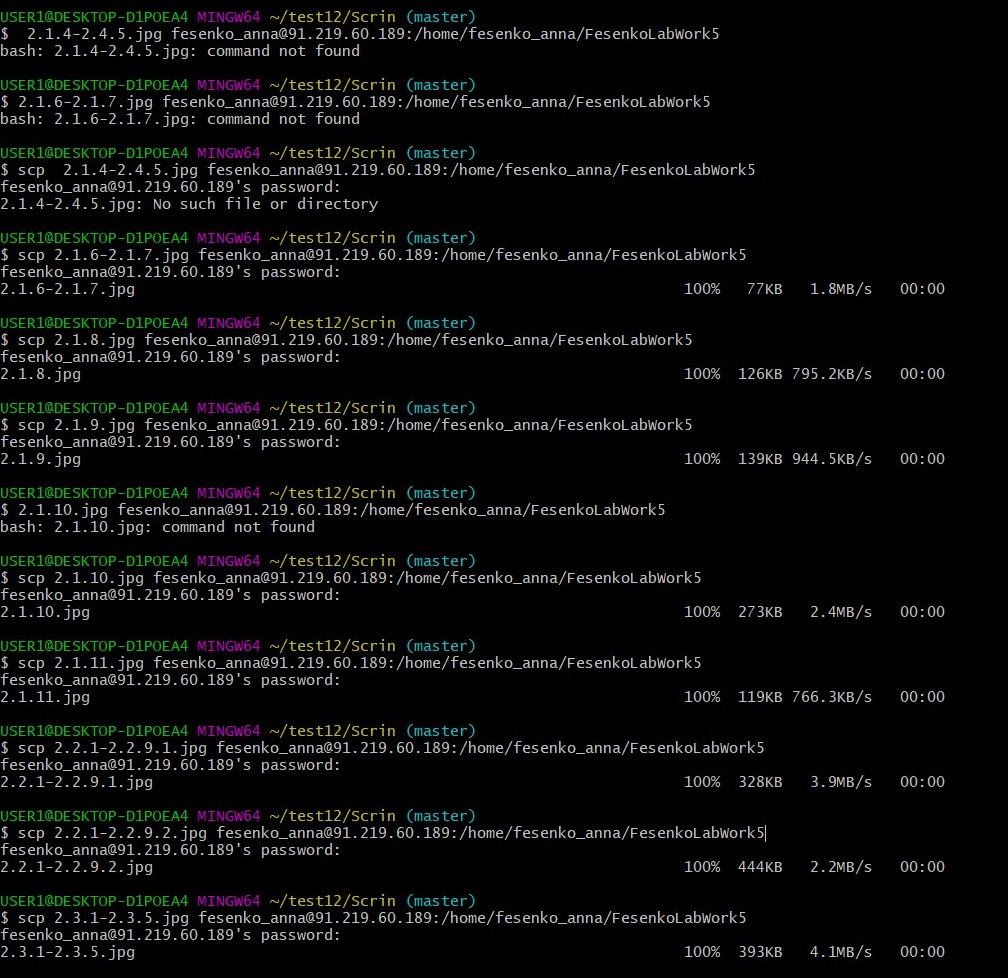 USER1@DESKTOP-D1POEA4 MINGW64 ~/test12/Scrin (master)
$  2.1.4-2.4.5.jpg fesenko_anna@91.219.60.189:/home/fesenko_anna/FesenkoLabWork5
bash: 2.1.4-2.4.5.jpg: command not found
USER1@DESKTOP-D1POEA4 MINGW64 ~/test12/Scrin (master)
$ 2.1.6-2.1.7.jpg fesenko_anna@91.219.60.189:/home/fesenko_anna/FesenkoLabWork5
bash: 2.1.6-2.1.7.jpg: command not found
USER1@DESKTOP-D1POEA4 MINGW64 ~/test12/Scrin (master)
$ scp  2.1.4-2.4.5.jpg fesenko_anna@91.219.60.189:/home/fesenko_anna/FesenkoLabWork5
fesenko_anna@91.219.60.189's password:
2.1.4-2.4.5.jpg: No such file or directory
USER1@DESKTOP-D1POEA4 MINGW64 ~/test12/Scrin (master)
$ scp 2.1.6-2.1.7.jpg fesenko_anna@91.219.60.189:/home/fesenko_anna/FesenkoLabWork5
fesenko_anna@91.219.60.189's password:
2.1.6-2.1.7.jpg 100% 77KB 1.8MB/s 00:00
USER1@DESKTOP-D1POEA4 MINGW64 ~/test12/Scrin (master)
$ scp 2.1.8.jpg fesenko_anna@91.219.60.189:/home/fesenko_anna/FesenkoLabWork5
fesenko_anna@91.219.60.189's password:
2.1.8.jpg 100% 126KB 795.2KB/s 00:00
USER1@DESKTOP-D1POEA4 MINGW64 ~/test12/Scrin (master)
$ scp 2.1.9.jpg fesenko_anna@91.219.60.189:/home/fesenko_anna/FesenkoLabWork5
fesenko_anna@91.219.60.189's password:
2.1.9.jpg 100% 139KB 944.5KB/s 00:00
USER1@DESKTOP-D1POEA4 MINGW64 ~/test12/Scrin (master)
$ 2.1.10.jpg fesenko_anna@91.219.60.189:/home/fesenko_anna/FesenkoLabWork5
bash: 2.1.10.jpg: command not found
USER1@DESKTOP-D1POEA4 MINGW64 ~/test12/Scrin (master)
$ scp 2.1.10.jpg fesenko_anna@91.219.60.189:/home/fesenko_anna/FesenkoLabWork5
fesenko_anna@91.219.60.189's password:
2.1.10.jpg 100% 273KB 2.4MB/s 00:00
USER1@DESKTOP-D1POEA4 MINGW64 ~/test12/Scrin (master)
$ scp 2.1.11.jpg fesenko_anna@91.219.60.189:/home/fesenko_anna/FesenkoLabWork5
fesenko_anna@91.219.60.189's password:
2.1.11.jpg 100% 119KB 766.3KB/s 00:00
USER1@DESKTOP-D1POEA4 MINGW64 ~/test12/Scrin (master)
$ scp 2.2.1-2.2.9.1.jpg fesenko_anna@91.219.60.189:/home/fesenko_anna/FesenkoLabWork5
fesenko_anna@91.219.60.189's password:
2.2.1-2.2.9.1.jpg 100% 328KB 3.9MB/s 00:00
USER1@DESKTOP-D1POEA4 MINGW64 ~/test12/Scrin (master)
$ scp 2.2.1-2.2.9.2.jpg fesenko_anna@91.219.60.189:/home/fesenko_anna/FesenkoLabWork5
fesenko_anna@91.219.60.189's password:
2.2.1-2.2.9.2.jpg 100% 444KB 2.2MB/s 00:00
USER1@DESKTOP-D1POEA4 MINGW64 ~/test12/Scrin (master)
$ scp 2.3.1-2.3.5.jpg fesenko_anna@91.219.60.189:/home/fesenko_anna/FesenkoLabWork5
fesenko_anna@91.219.60.189's password:
2.3.1-2.3.5.jpg 100% 393KB 4.1MB/s 00:00